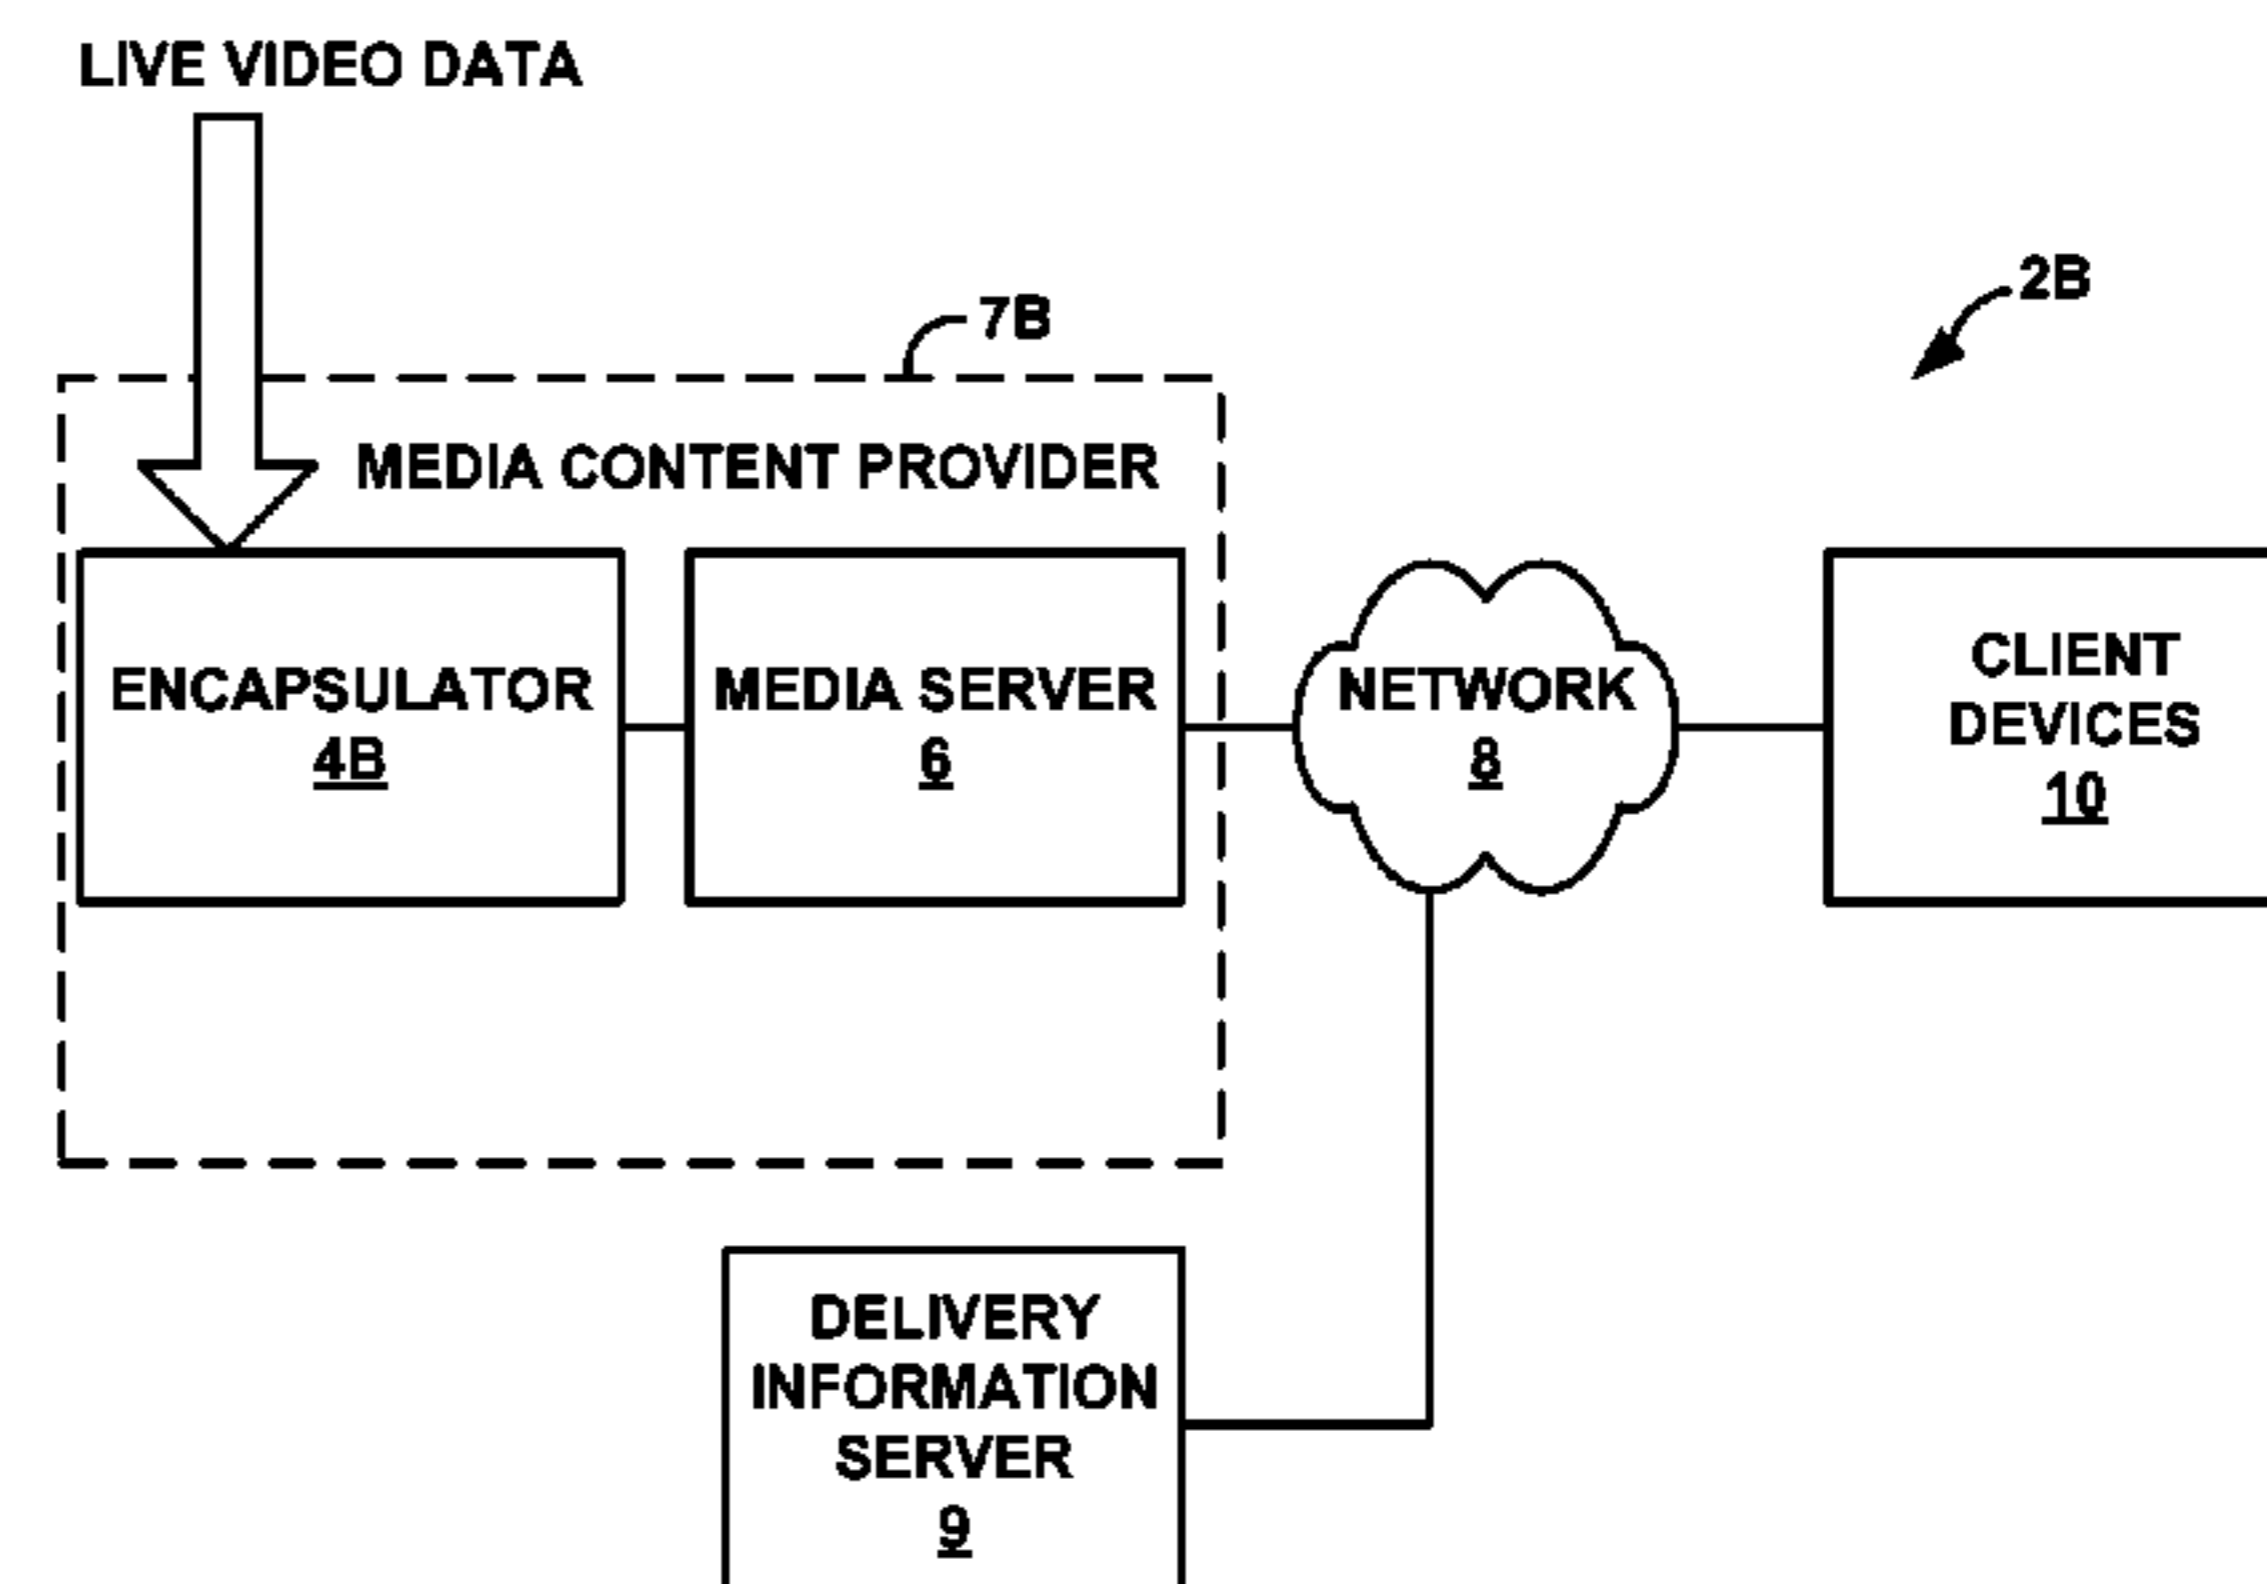 LIVE VIDEO DATA
2B
7B
MEDIA CONTENT PROVIDER
ENCAPSULATOR
4B
MEDIA SERVER
6
NETWORK
8
CLIENT
DEVICES
10
DELIVERY
INFORMATION
SERVER
9